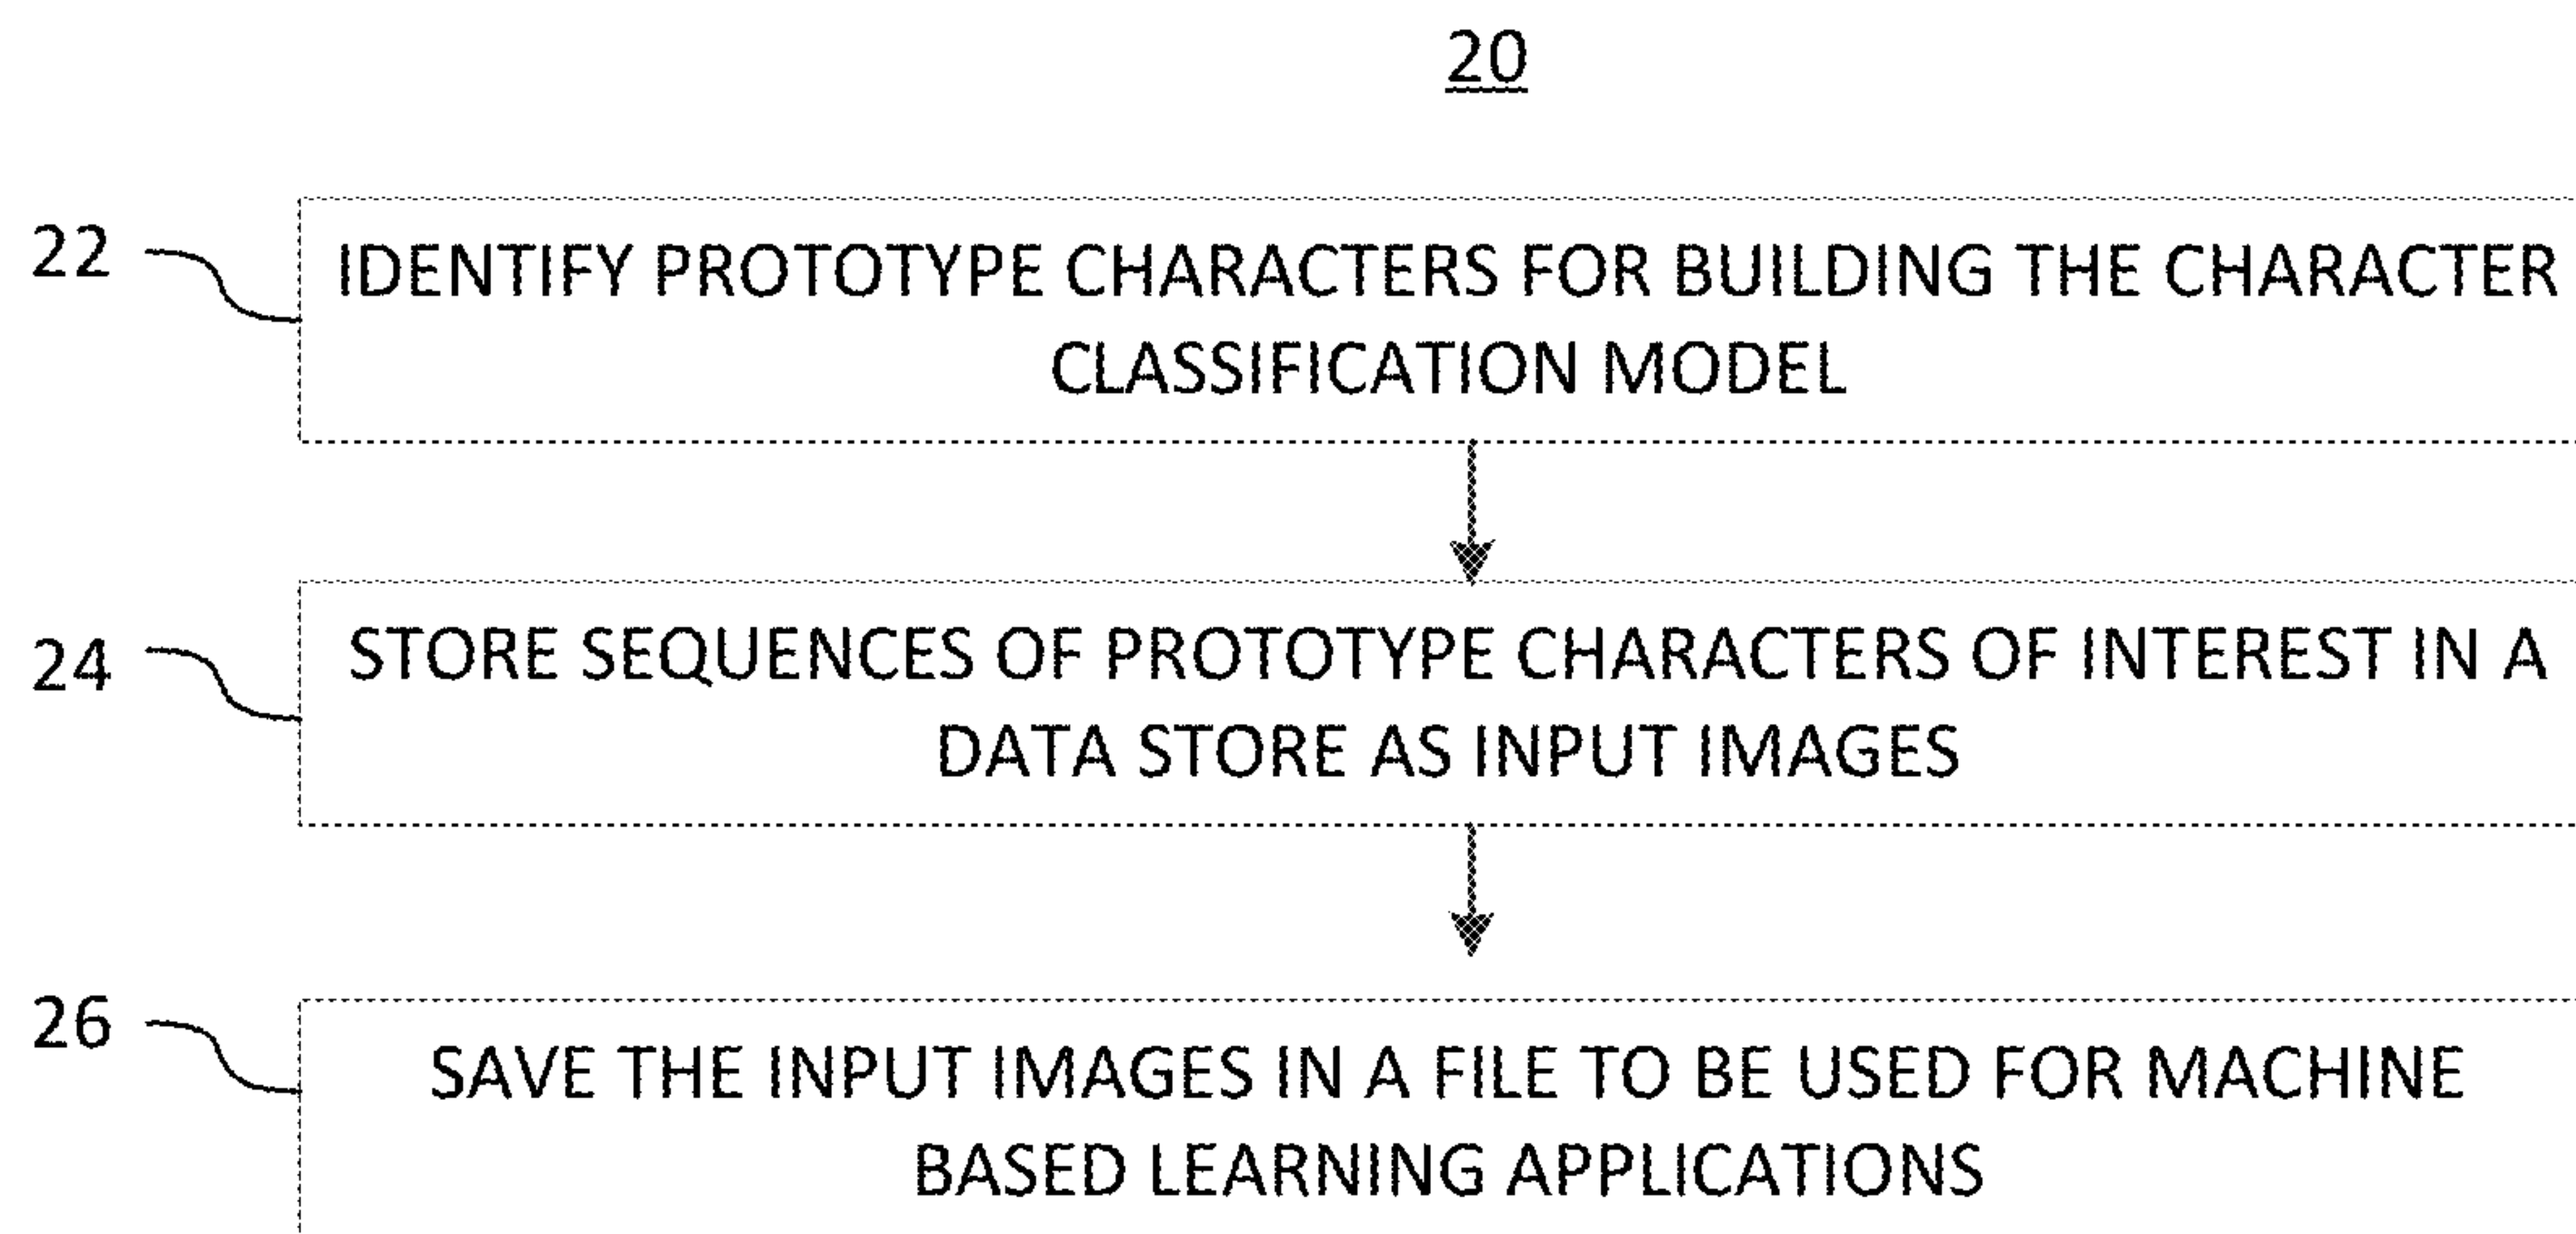 20
22
IDENTIFY PROTOTYPE CHARACTERS FOR BUILDING THE CHARACTER
CLASSIFICATION MODEL
24
STORE SEQUENCES OF PROTOTYPE CHARACTERS OF INTEREST IN A
DATA STORE AS INPUT IMAGES
26
SAVE THE INPUT IMAGES IN A FILE TO BE USED FOR MACHINE
BASED LEARNING APPLICATIONS